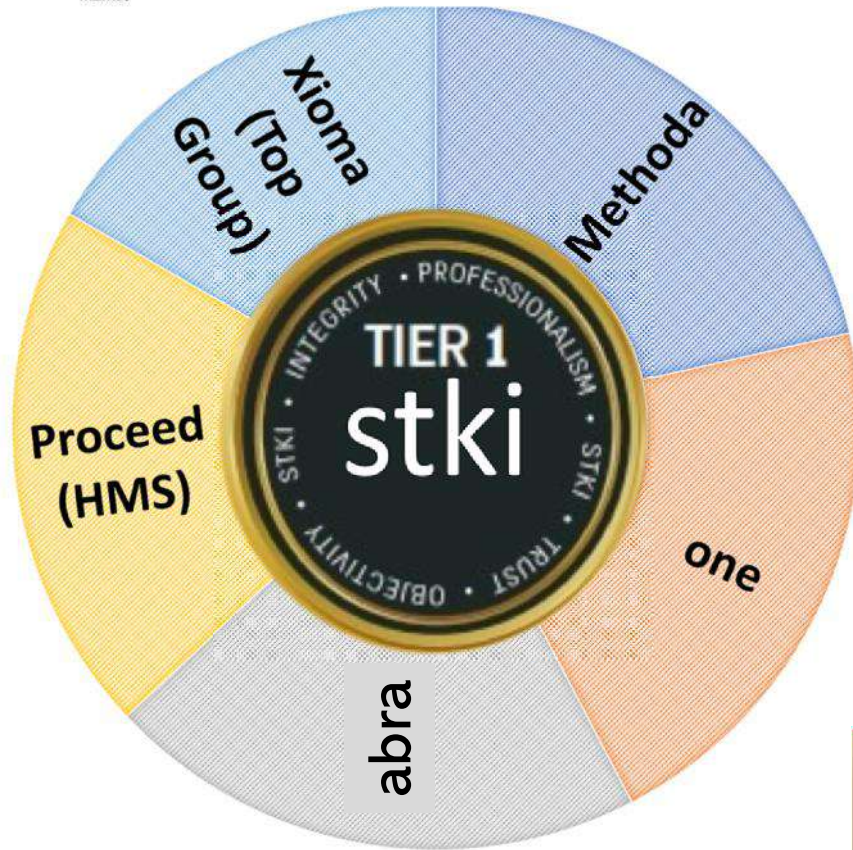 Xioma
(Top
Group)
Methoda
one
abra
Proceed
(HMS)
TIER 1
stki
• PROFESSIONALISM • STKI • TRUST • OBJECTIVITY • STKI • INTEGRITY